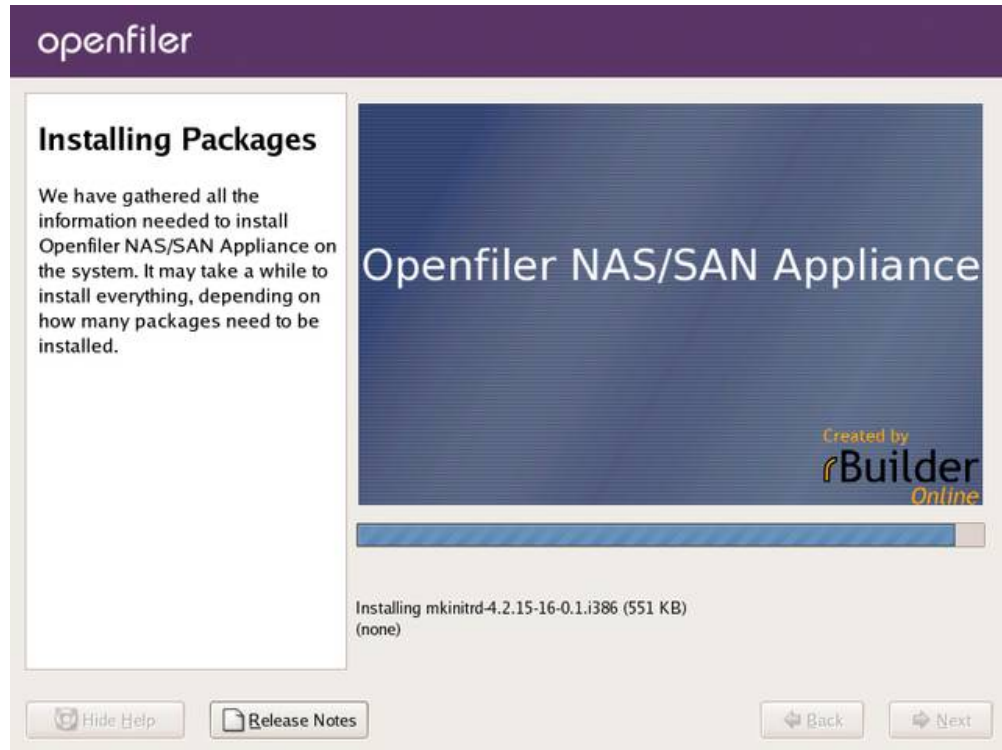 openfiler
Installing Packages
We have gathered all the
information needed to install
Openfiler NAS/SAN Appliance on
the system. It may take a while to
install everything, depending on
how many packages need to be
installed.
Openfiler NAS/SAN Appliance
Created by
rBuilder
Online
Installing mkinitrd-4.2.15-16-0.1.i386 (551 KB)
(none)
Hide Help
Release Notes
Back
Next